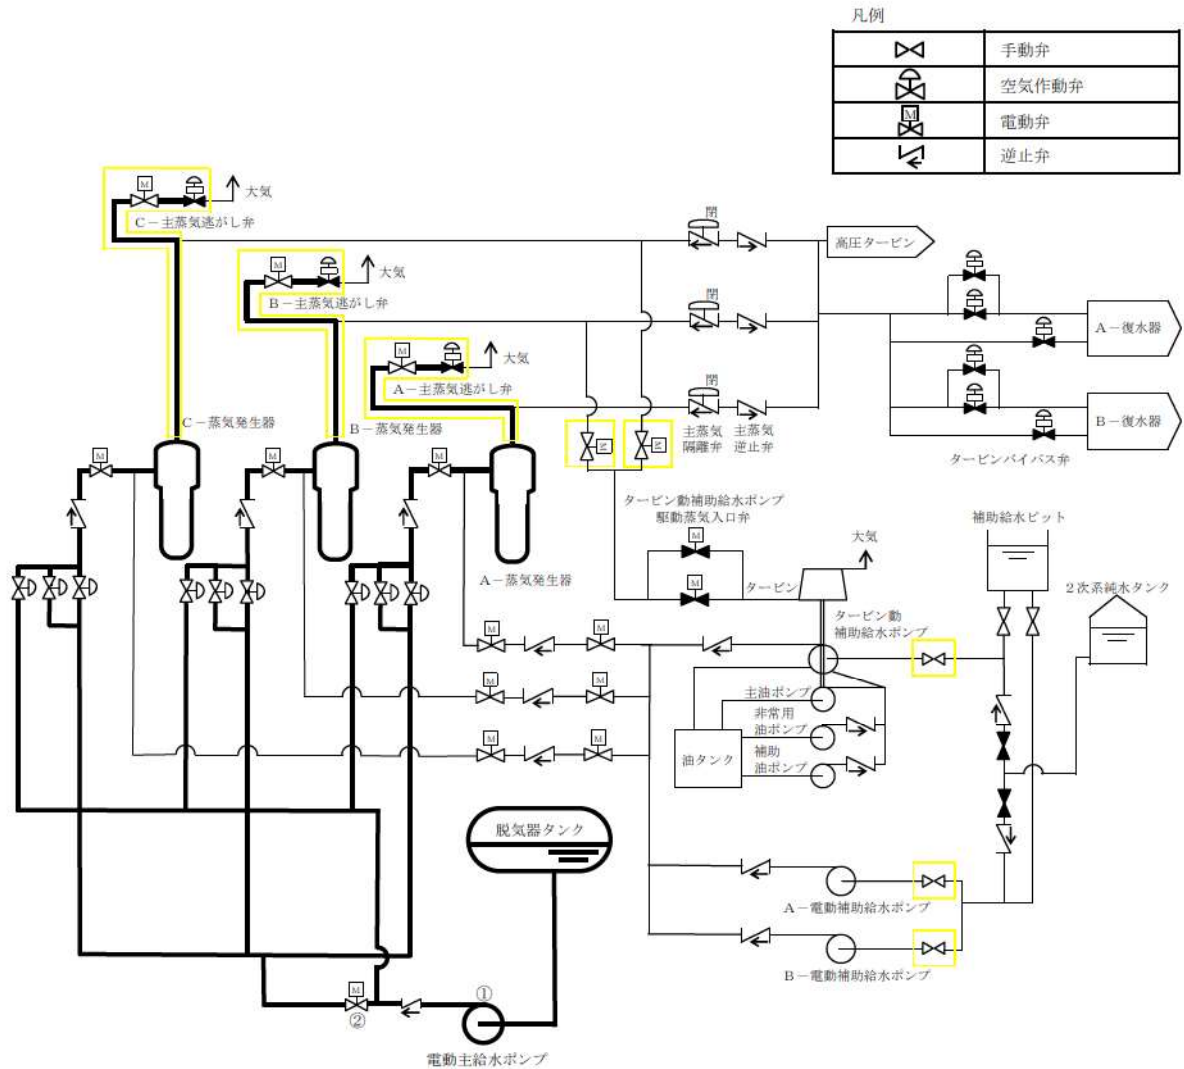 凡例
手動弁
空気作動弁
M
電動弁
逆止弁
M
大気
C－主蒸気逃がし弁
閉
高圧タービン
M
大気
B－主蒸気逃がし弁
閉
A－復水器
M
大気
A－主蒸気逃がし弁
閉
主蒸気
隔離弁
主蒸気
逆止弁
B－復水器
タービンバイパス弁
C－蒸気発生器
B－蒸気発生器
M
M
M
M
M
A－蒸気発生器
タービン動補助給水ポンプ
駆動蒸気入口弁
M
M
タービン
大気
補助給水ピット
2次系純水タンク
タービン動
補助給水ポンプ
M
M
M
M
M
M
主油ポンプ
非常用
油ポンプ
補助
油ポンプ
油タンク
脱気器タンク
A－電動補助給水ポンプ
B－電動補助給水ポンプ
M
②
①
電動主給水ポンプ